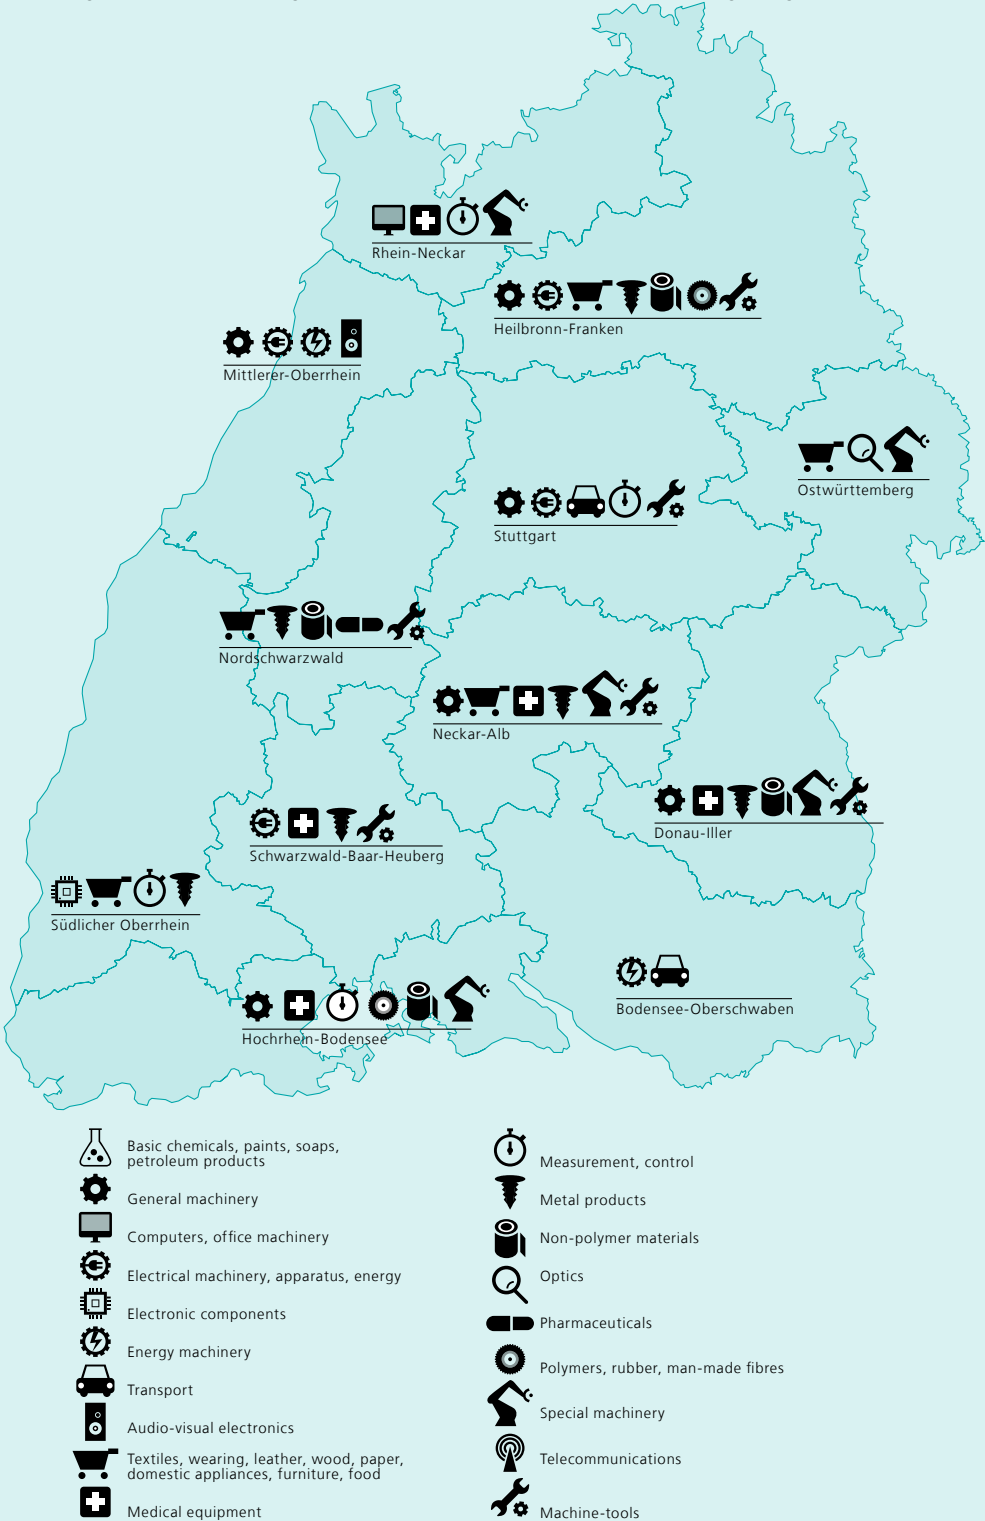 Rhein-Neckar
Heilbronn-Franken
Mittlerer-Oberrhein
Ostwürttemberg
Stuttgart
Nordschwarzwald
Neckar-Alb
Donau-Iller
Schwarzwald-Baar-Heuberg
Südlicher Oberrhein
Bodensee-Oberschwaben
Hochrhein-Bodensee
Basic chemicals, paints, soaps,
petroleum products
General machinery
Computers, office machinery
Electrical machinery, apparatus, energy
Electronic components
Energy machinery
Transport
Audio-visual electronics
Textiles, wearing, leather, wood, paper,
domestic appliances, furniture, food
Medical equipment
Measurement, control
Metal products
Non-polymer materials
Optics
Pharmaceuticals
Polymers, rubber, man-made fibres
Special machinery
Telecommunications
Machine-tools